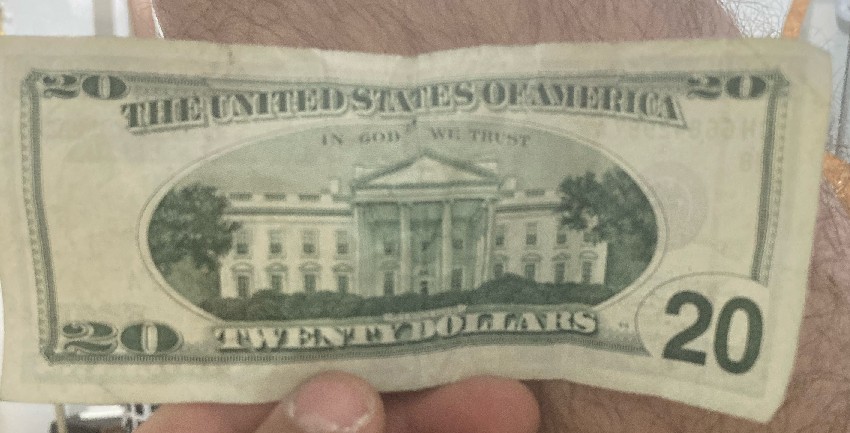 20 20
THE UNITED STATES OF AMERICA
IN GOD WE TRUST
20 TWENTY DOLLARS 20